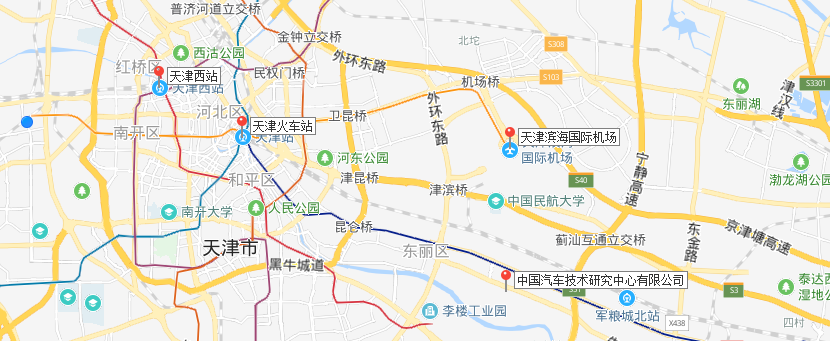 普济河道立交桥
金钟立交桥
北坨
S308
西沽公园
外环东路
红桥区
天津西站
天津西站
民权门桥
机场桥
S103
东丽湖
S3301
津汉线
河北区
外环东路
卫昆桥
天津火车站
南开区
天津站
天津滨海国际机场
国际机场
河东公园
宁静高速
渤龙湖公园
和平区
津昆桥
S40
津滨桥
中国民航大学
南开大学
人民公园
昆仑桥
京津塘高速
东金路
天津市
蓟汕互通立交桥
东丽区
黑牛城道
中国汽车技术研究中心有限公司
泰达西
湿地公
S3
李楼工业园
军粮城北站
X438
四村